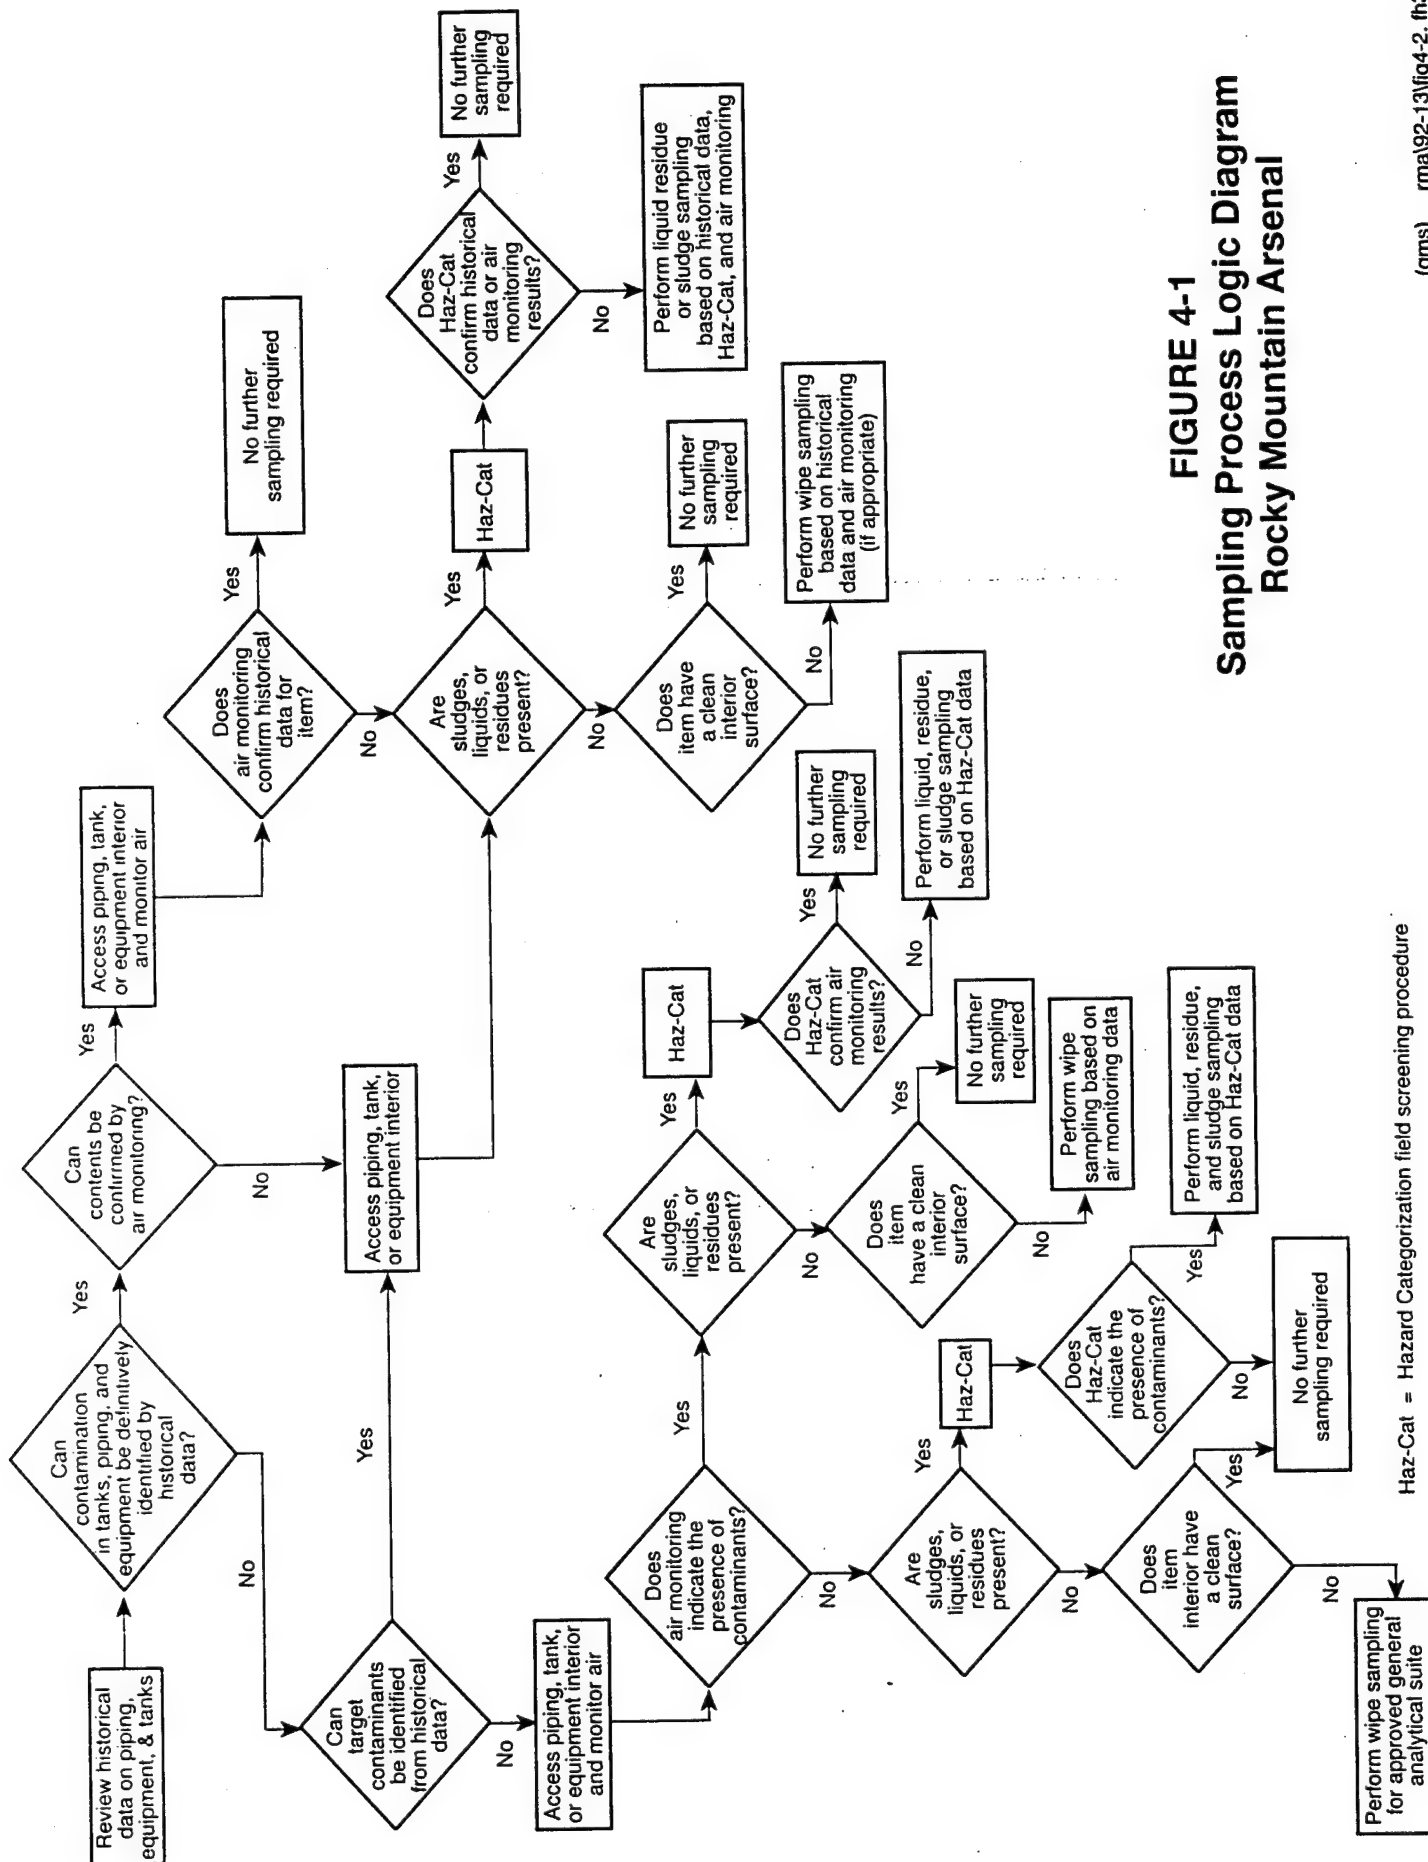 Review historical
data on piping,
equipment, & tanks
Can
contamination
in tanks, piping, and
equipment be definitively
identified by
historical
data?
Yes
No
Can
contents be
confirmed by
air monitoring?
Yes
No
Access piping, tank,
or equipment interior
and monitor air
Does
air monitoring
confirm historical
data for
item?
Yes
No
No further
sampling required
Can
target
contaminants
be identified
from historical
data?
Yes
No
Access piping, tank,
or equipment interior
Are
sludges,
liquids, or
residues
present?
Yes
No
Haz-Cat
Does
Haz-Cat
confirm historical
data or air
monitoring
results?
Yes
No
No further
sampling
required
Perform liquid residue
or sludge sampling
based on historical data,
Haz-Cat, and air monitoring
Does
item have
a clean
interior
surface?
Yes
No
No further
sampling
required
Perform wipe sampling
based on historical
data and air monitoring
(if appropriate)
Access piping, tank,
or equipment interior
and monitor air
Does
air monitoring
indicate the
presence of
contaminants?
Yes
No
Are
sludges,
liquids, or
residues
present?
Yes
No
Haz-Cat
Does
Haz-Cat
confirm air
monitoring
results?
Yes
No
No further
sampling
required
Perform liquid, residue,
or sludge sampling
based on Haz-Cat data
Does
item
have a clean
interior
surface?
Yes
No
No further
sampling
required
Perform wipe
sampling based on
air monitoring data
Are
sludges,
liquids, or
residues
present?
Yes
No
Haz-Cat
Does
Haz-Cat
indicate the
presence of
contaminants?
Yes
No
Perform liquid, residue,
and sludge sampling
based on Haz-Cat data
Does
item
interior have
a clean
surface?
Yes
No
No further
sampling required
Perform wipe sampling
for approved general
analytical suite
Haz-Cat = Hazard Categorization field screening procedure
FIGURE 4-1
Sampling Process Logic Diagram
Rocky Mountain Arsenal